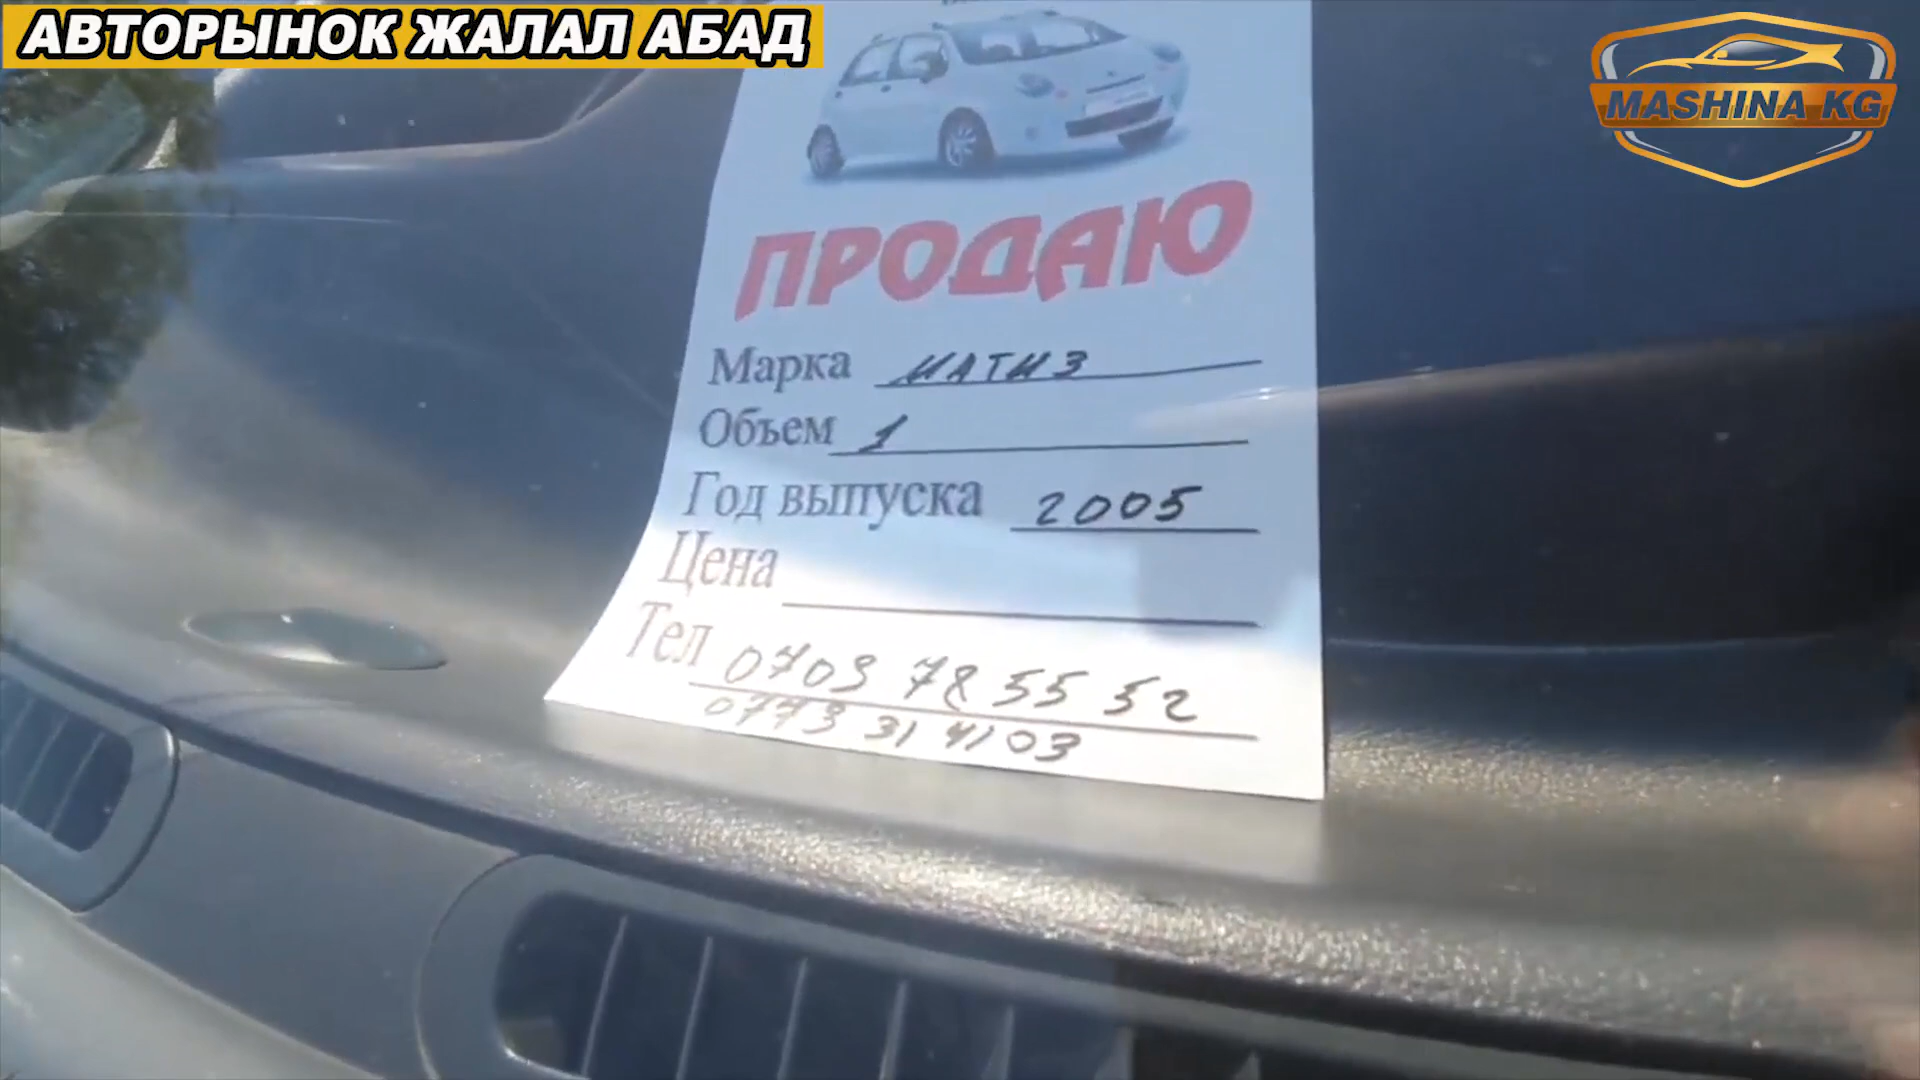 АВТОРЫНОК ЖАЛАЛ АБАД
MASHINA KG
ПРОДАЮ
Марка МАТИЗ
Объем 1
Год выпуска 2005
Цена
Тел 0703 78 55 52
0773 31 41 03